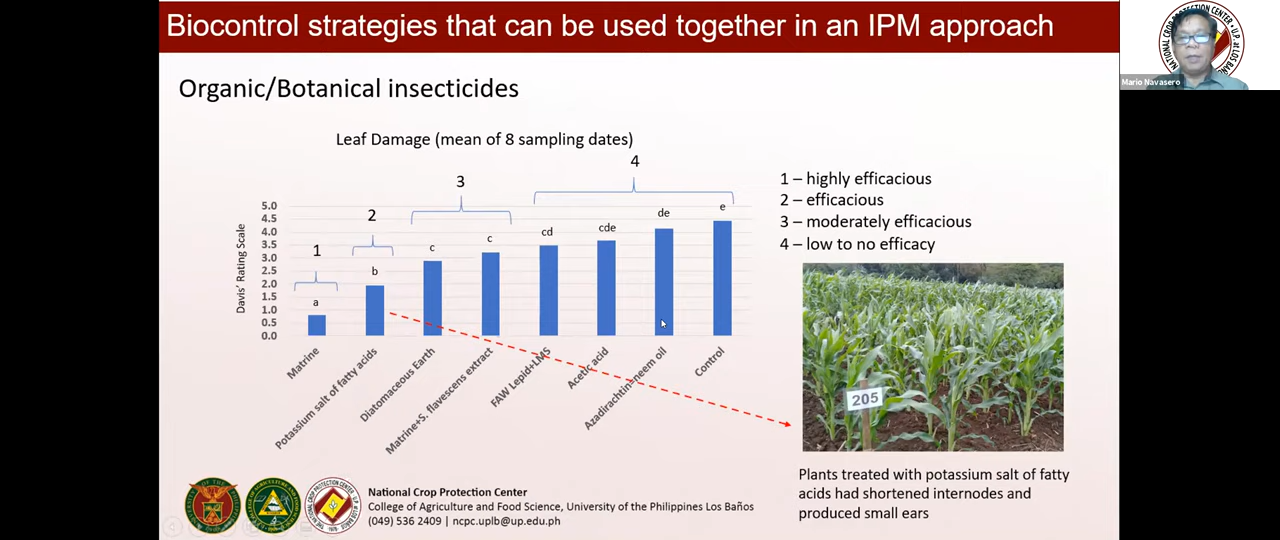 Biocontrol strategies that can be used together in an IPM approach
Mario Navasero
NATIONAL CROP PROTECTION CENTER
Organic/Botanical insecticides
Leaf Damage (mean of 8 sampling dates)
1
2
3
4
5.0
4.5
4.0
3.5
3.0
2.5
2.0
1.5
1.0
0.5
0.0
Davis' Rating Scale
a
b
c
c
cd
cde
de
e
Matrine
Potassium salt of fatty acids
Diatomaceous Earth
Matrine+S. flavescens extract
FAW Lepid+LMS
Acetic acid
Azadirachtin+neem oil
Control
1 – highly efficacious
2 – efficacious
3 – moderately efficacious
4 – low to no efficacy
205
Plants treated with potassium salt of fatty
acids had shortened internodes and
produced small ears
National Crop Protection Center
College of Agriculture and Food Science, University of the Philippines Los Baños
(049) 536 2409 | ncpc.uplb@up.edu.ph